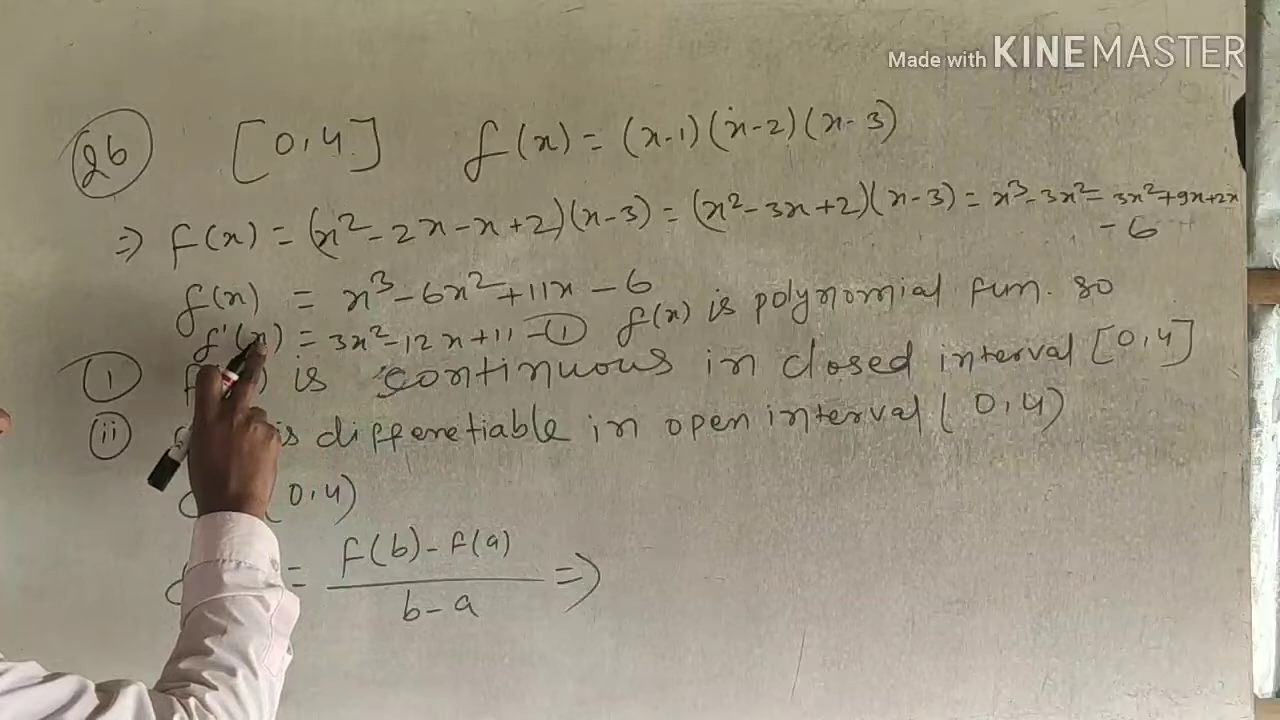 Made with KINEMASTER
26 [0,4] f(x) = (x-1)(x-2)(x-3)
⇒ f(x) = (x²-2x-x+2)(x-3) = (x²-3x+2)(x-3) = x³-3x²-3x²+9x+2x
-6
f(x) = x³-6x²+11x-6
f'(x) = 3x²-12x+11 -① f(x) is polynomial fun. so
① is continuous in closed interval [0,4]
ii is differetiable in open interval (0,4)
(0,4)
= f(b)-f(a) / b-a ⇒